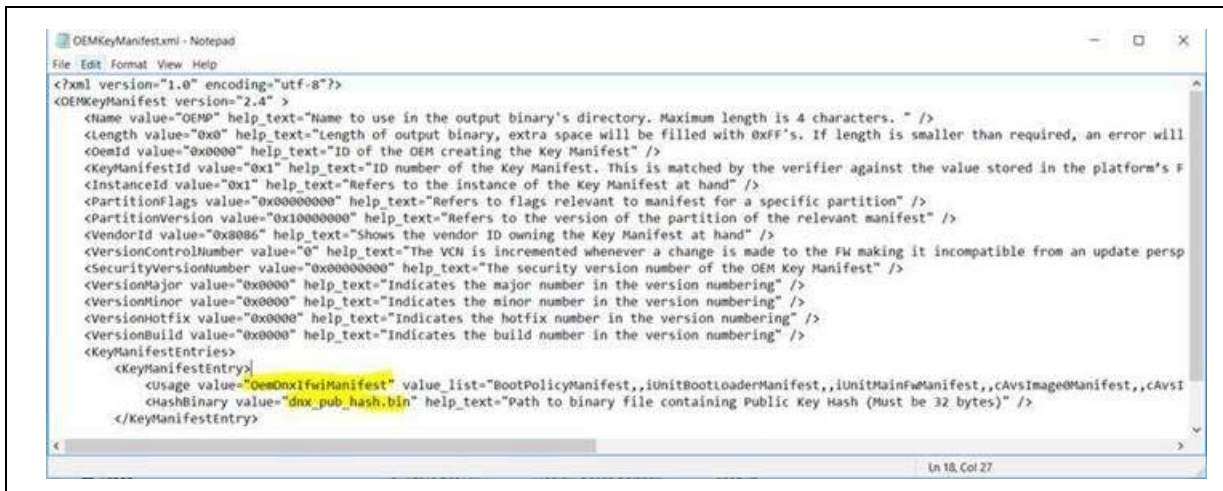 OEMKeyManifest.xml - Notepad
File Edit Format View Help
<?xml version="1.0" encoding="utf-8"?>
<OEMKeyManifest version="2.4" >
<Name value="OEMP" help_text="Name to use in the output binary's directory. Maximum length is 4 characters. " />
<Length value="0x0" help_text="Length of output binary, extra space will be filled with 0xFF's. If length is smaller than required, an error will
<OemId value="0x0000" help_text="ID of the OEM creating the Key Manifest" />
<KeyManifestId value="0x1" help_text="ID number of the Key Manifest. This is matched by the verifier against the value stored in the platform's F
<InstanceId value="0x1" help_text="Refers to the instance of the Key Manifest at hand" />
<PartitionFlags value="0x00000000" help_text="Refers to flags relevant to manifest for a specific partition" />
<PartitionVersion value="0x10000000" help_text="Refers to the version of the partition of the relevant manifest" />
<VendorId value="0x8086" help_text="Shows the vendor ID owning the Key Manifest at hand" />
<VersionControlNumber value="0" help_text="The VCN is incremented whenever a change is made to the FW making it incompatible from an update persp
<SecurityVersionNumber value="0x00000000" help_text="The security version number of the OEM Key Manifest" />
<VersionMajor value="0x0000" help_text="Indicates the major number in the version numbering" />
<VersionMinor value="0x0000" help_text="Indicates the minor number in the version numbering" />
<VersionHotfix value="0x0000" help_text="Indicates the hotfix number in the version numbering" />
<VersionBuild value="0x0000" help_text="Indicates the build number in the version numbering" />
<KeyManifestEntries>
<KeyManifestEntry>
<Usage value="OemDnxIfwiManifest" value_list="BootPolicyManifest,,iUnitBootLoaderManifest,,iUnitMainFwManifest,,cAvsImage0Manifest,,cAvsI
<HashBinary value="dnx_pub_hash.bin" help_text="Path to binary file containing Public Key Hash (Must be 32 bytes)" />
</KeyManifestEntry>
Ln 18, Col 27